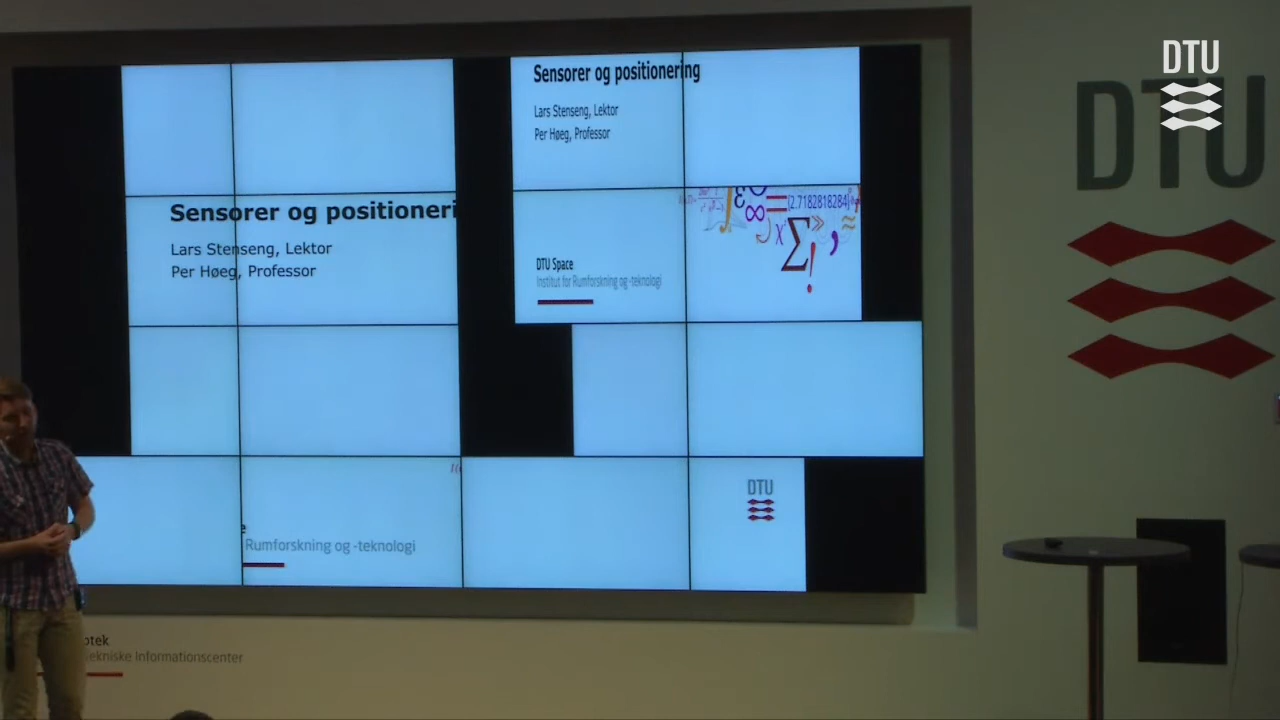 Sensorer og positioneri
Lars Stenseng, Lektor
Per Høeg, Professor
Rumforskning og -teknologi
Sensorer og positionering
Lars Stenseng, Lektor
Per Høeg, Professor
2.7182818284
DTU Space
Institut for Rumforskning og -teknologi
DTU
DTU
DTU
otek
ekniske Informationscenter